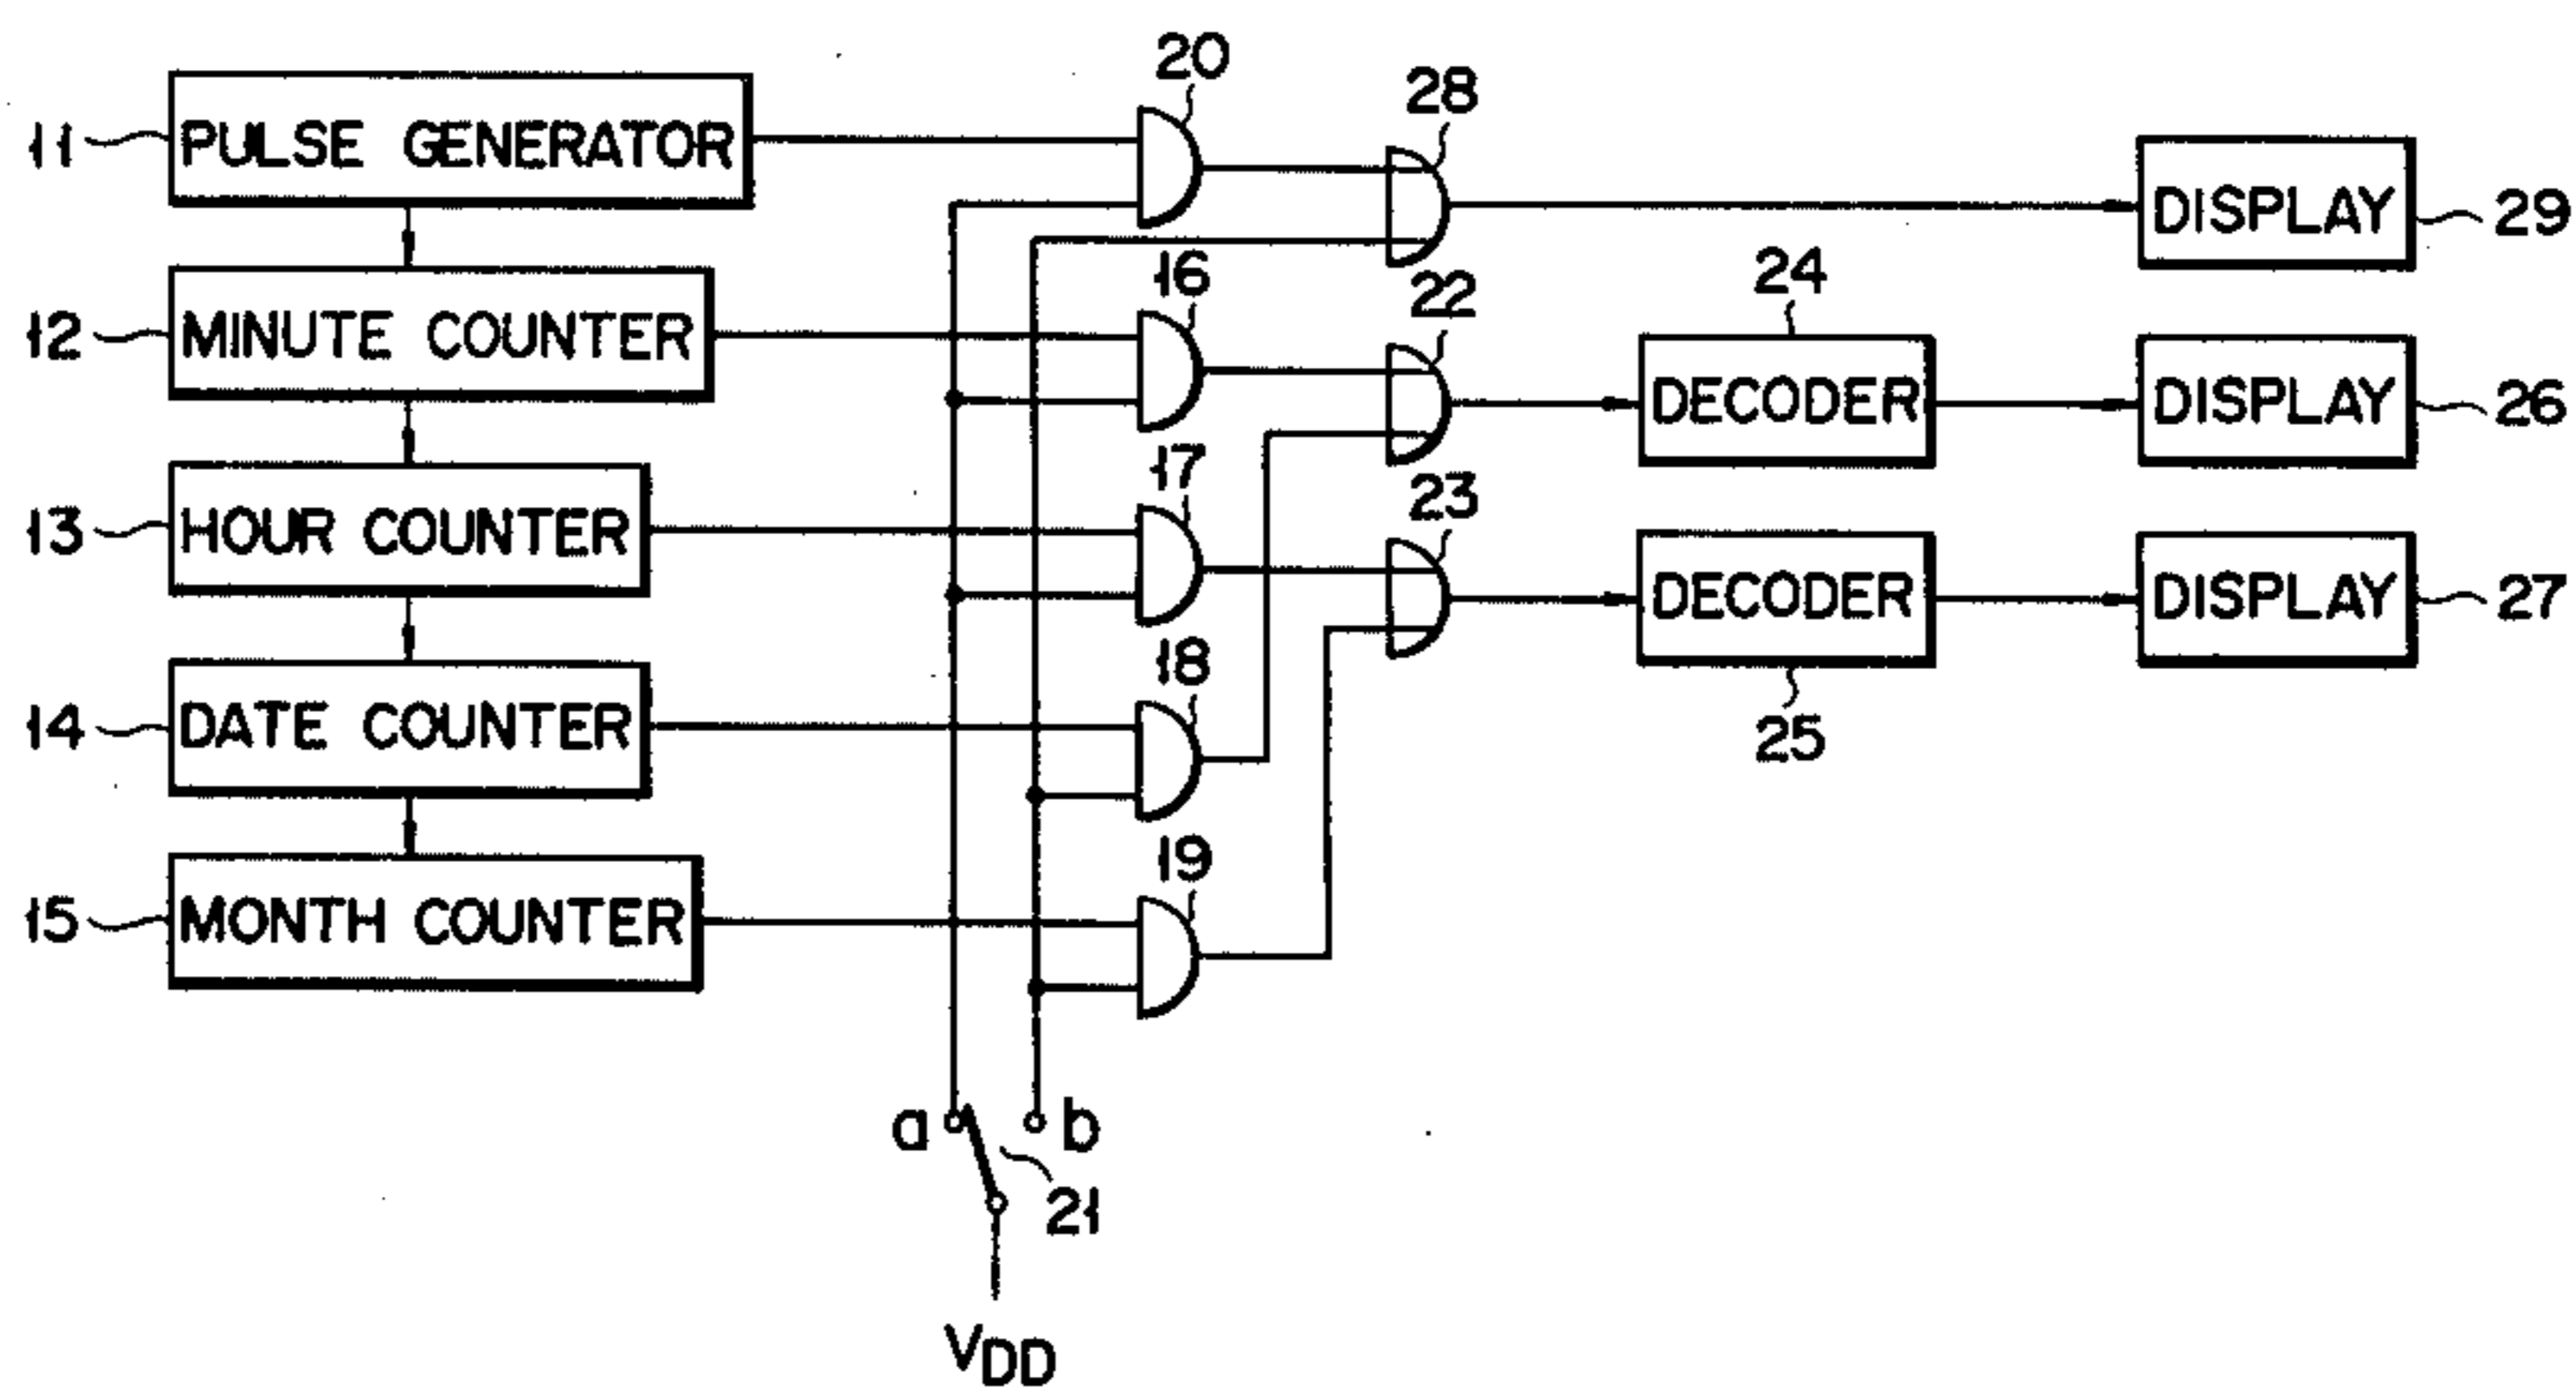 20
28
11 PULSE GENERATOR
DISPLAY 29
16
22
24
12 MINUTE COUNTER
DECODER
DISPLAY 26
17
23
13 HOUR COUNTER
DECODER
DISPLAY 27
18
25
14 DATE COUNTER
19
15 MONTH COUNTER
a
b
21
VDD